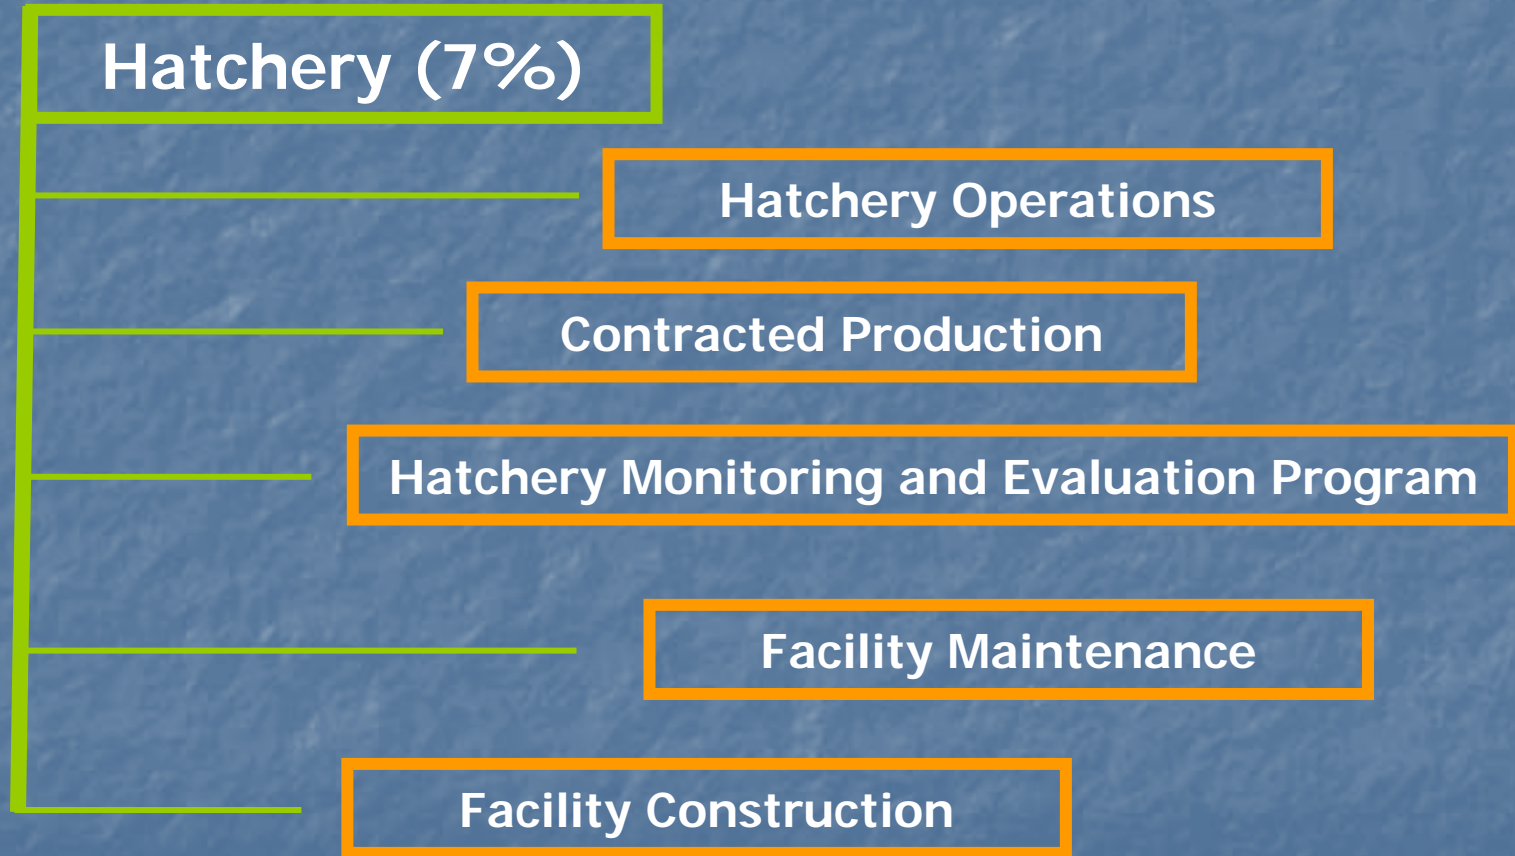 Hatchery (7%)
Hatchery Operations
Contracted Production
Hatchery Monitoring and Evaluation Program
Facility Maintenance
Facility Construction